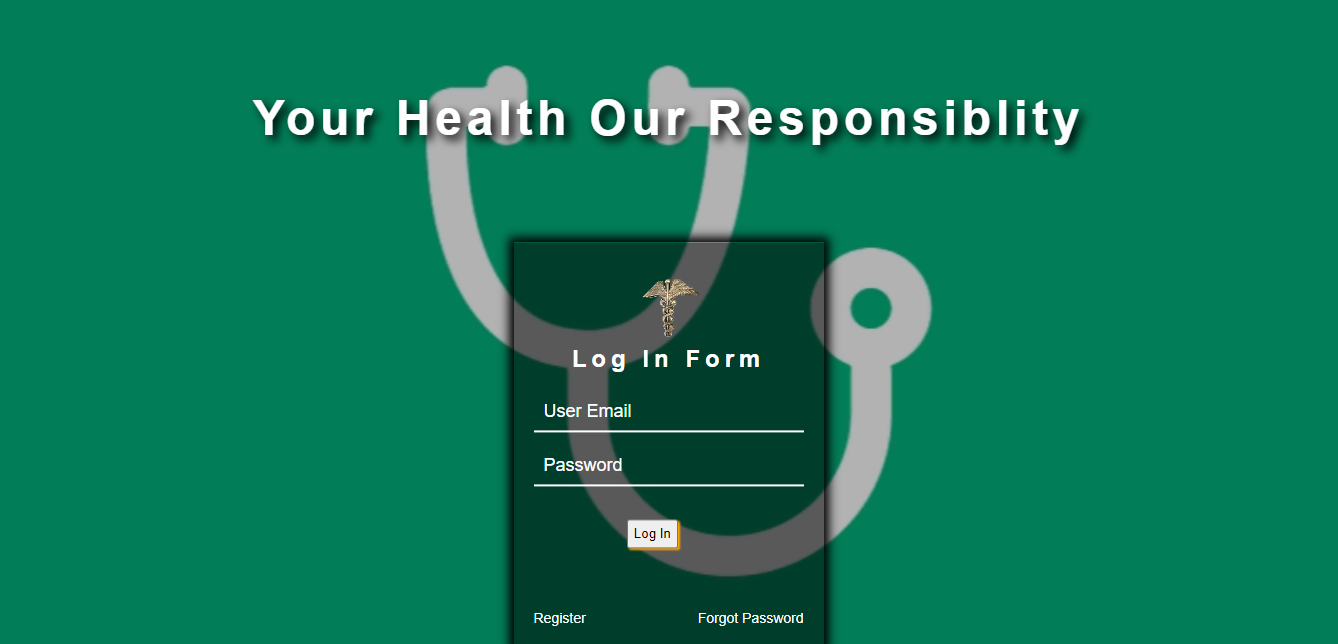 Your Health Our Responsiblity
Log In Form
User Email
Password
Log In
Register Forgot Password